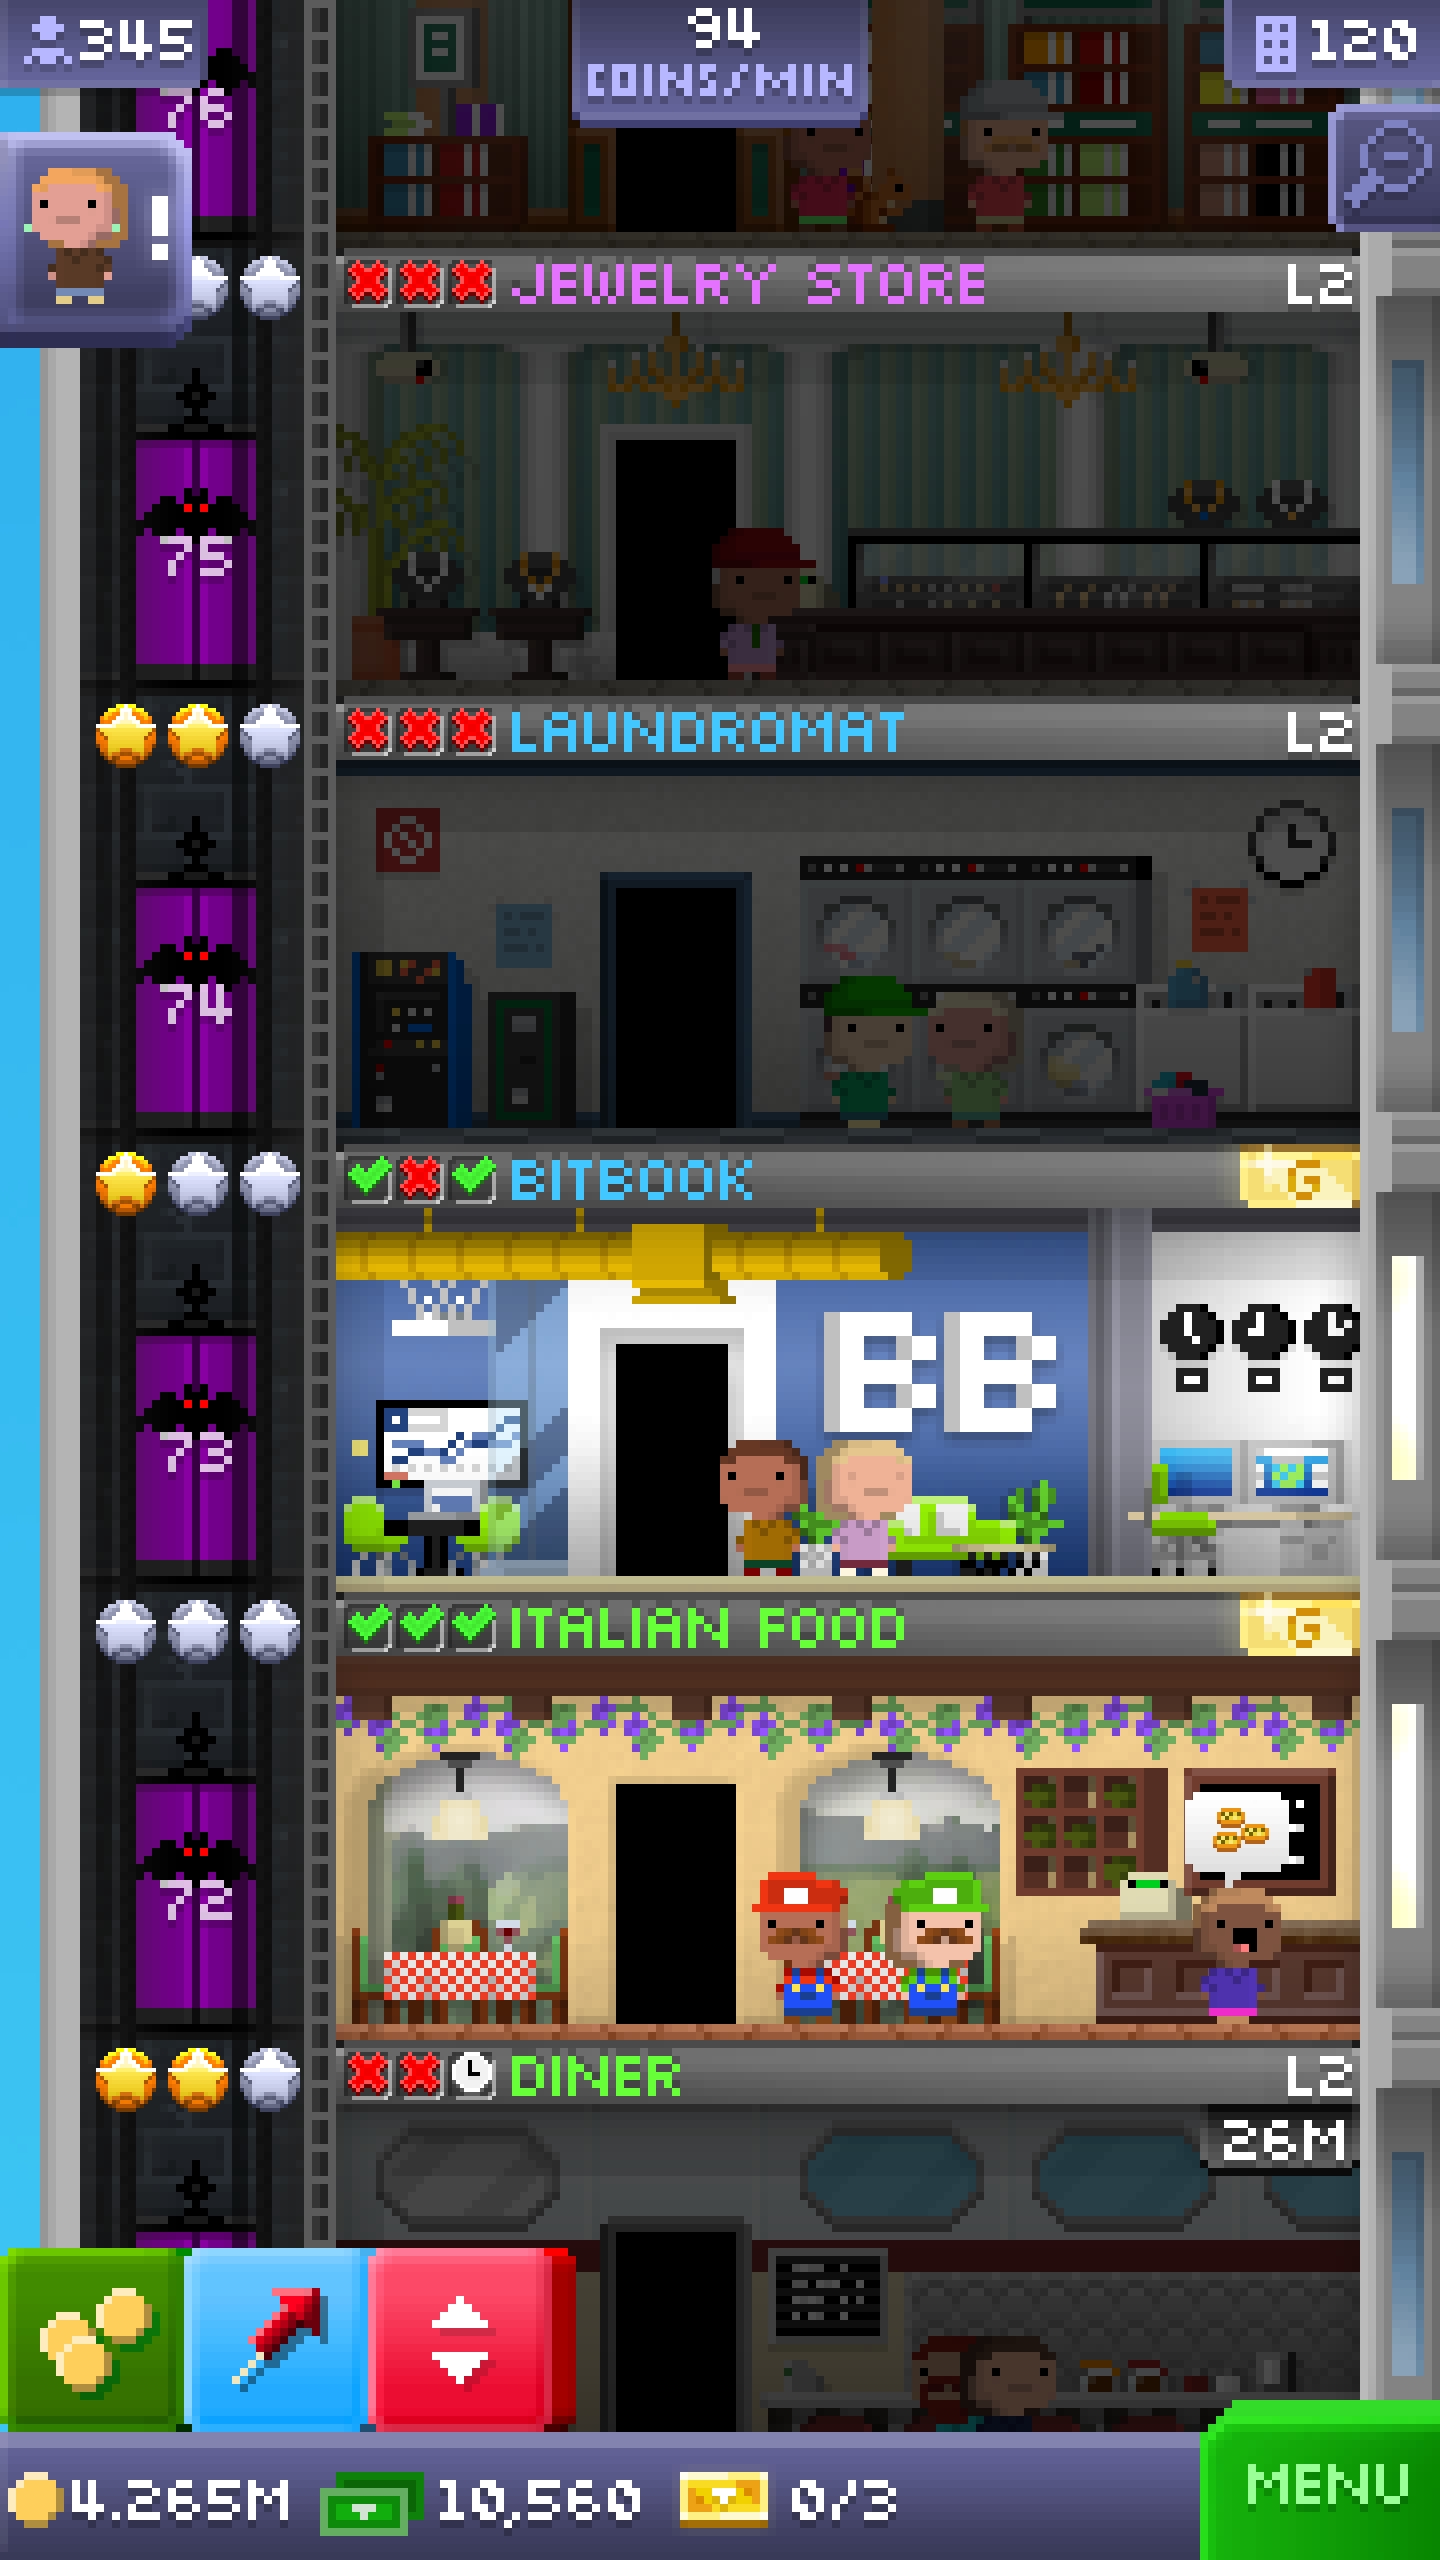 345
94
COINS/MIN
120
76
!
JEWELRY STORE L2
75
LAUNDROMAT L2
74
BITBOOK G
BB
73
ITALIAN FOOD G
72
DINER L2
26M
4.265M 10,560 0/3
MENU